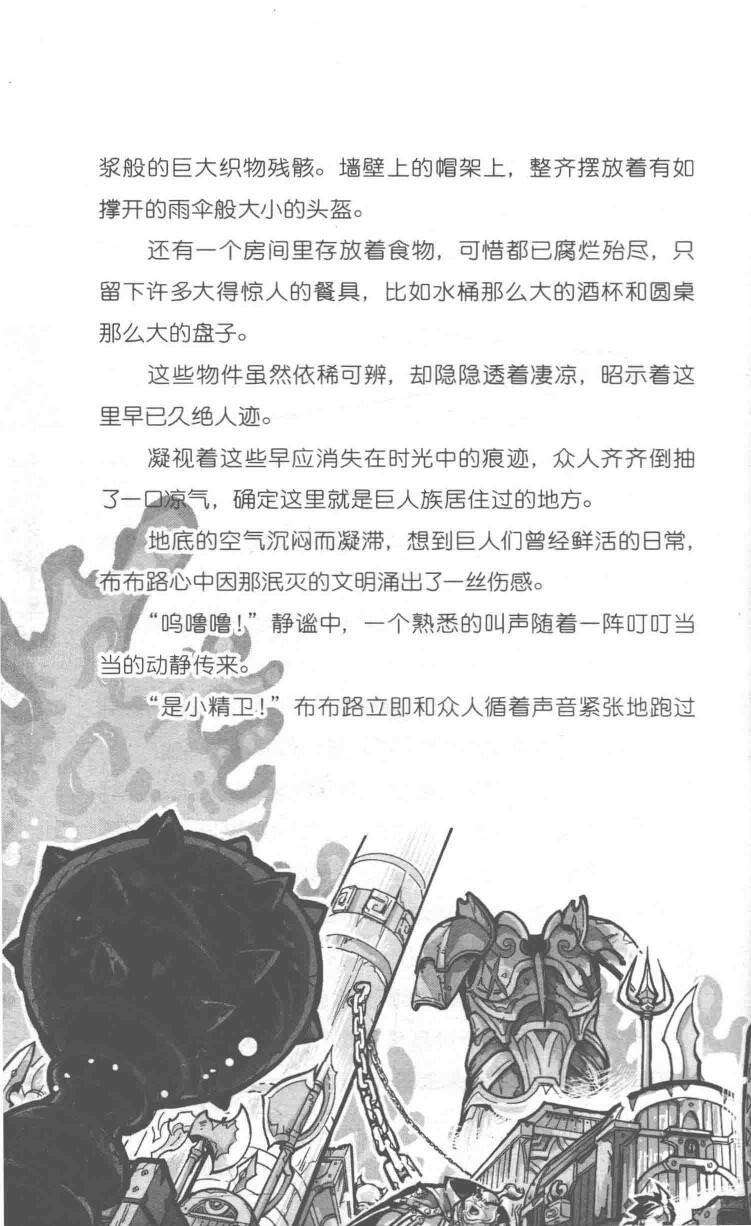 浆般的巨大织物残骸。墙壁上的帽架上，整齐摆放着有如
撑开的雨伞般大小的头盔。
还有一个房间里存放着食物，可惜都已腐烂殆尽，只
留下许多大得惊人的餐具，比如水桶那么大的酒杯和圆桌
那么大的盘子。
这些物件虽然依稀可辨，却隐隐透着凄凉，昭示着这
里早已久绝人迹。
凝视着这些早应消失在时光中的痕迹，众人齐齐倒抽
了一口凉气，确定这里就是巨人族居住过的地方。
地底的空气沉闷而凝滞，想到巨人们曾经鲜活的日常，
布布路心中因那泯灭的文明涌出了一丝伤感。
“呜噜噜！”静谧中，一个熟悉的叫声随着一阵叮叮当
当的动静传来。
“是小精卫！”布布路立即和众人循着声音紧张地跑过